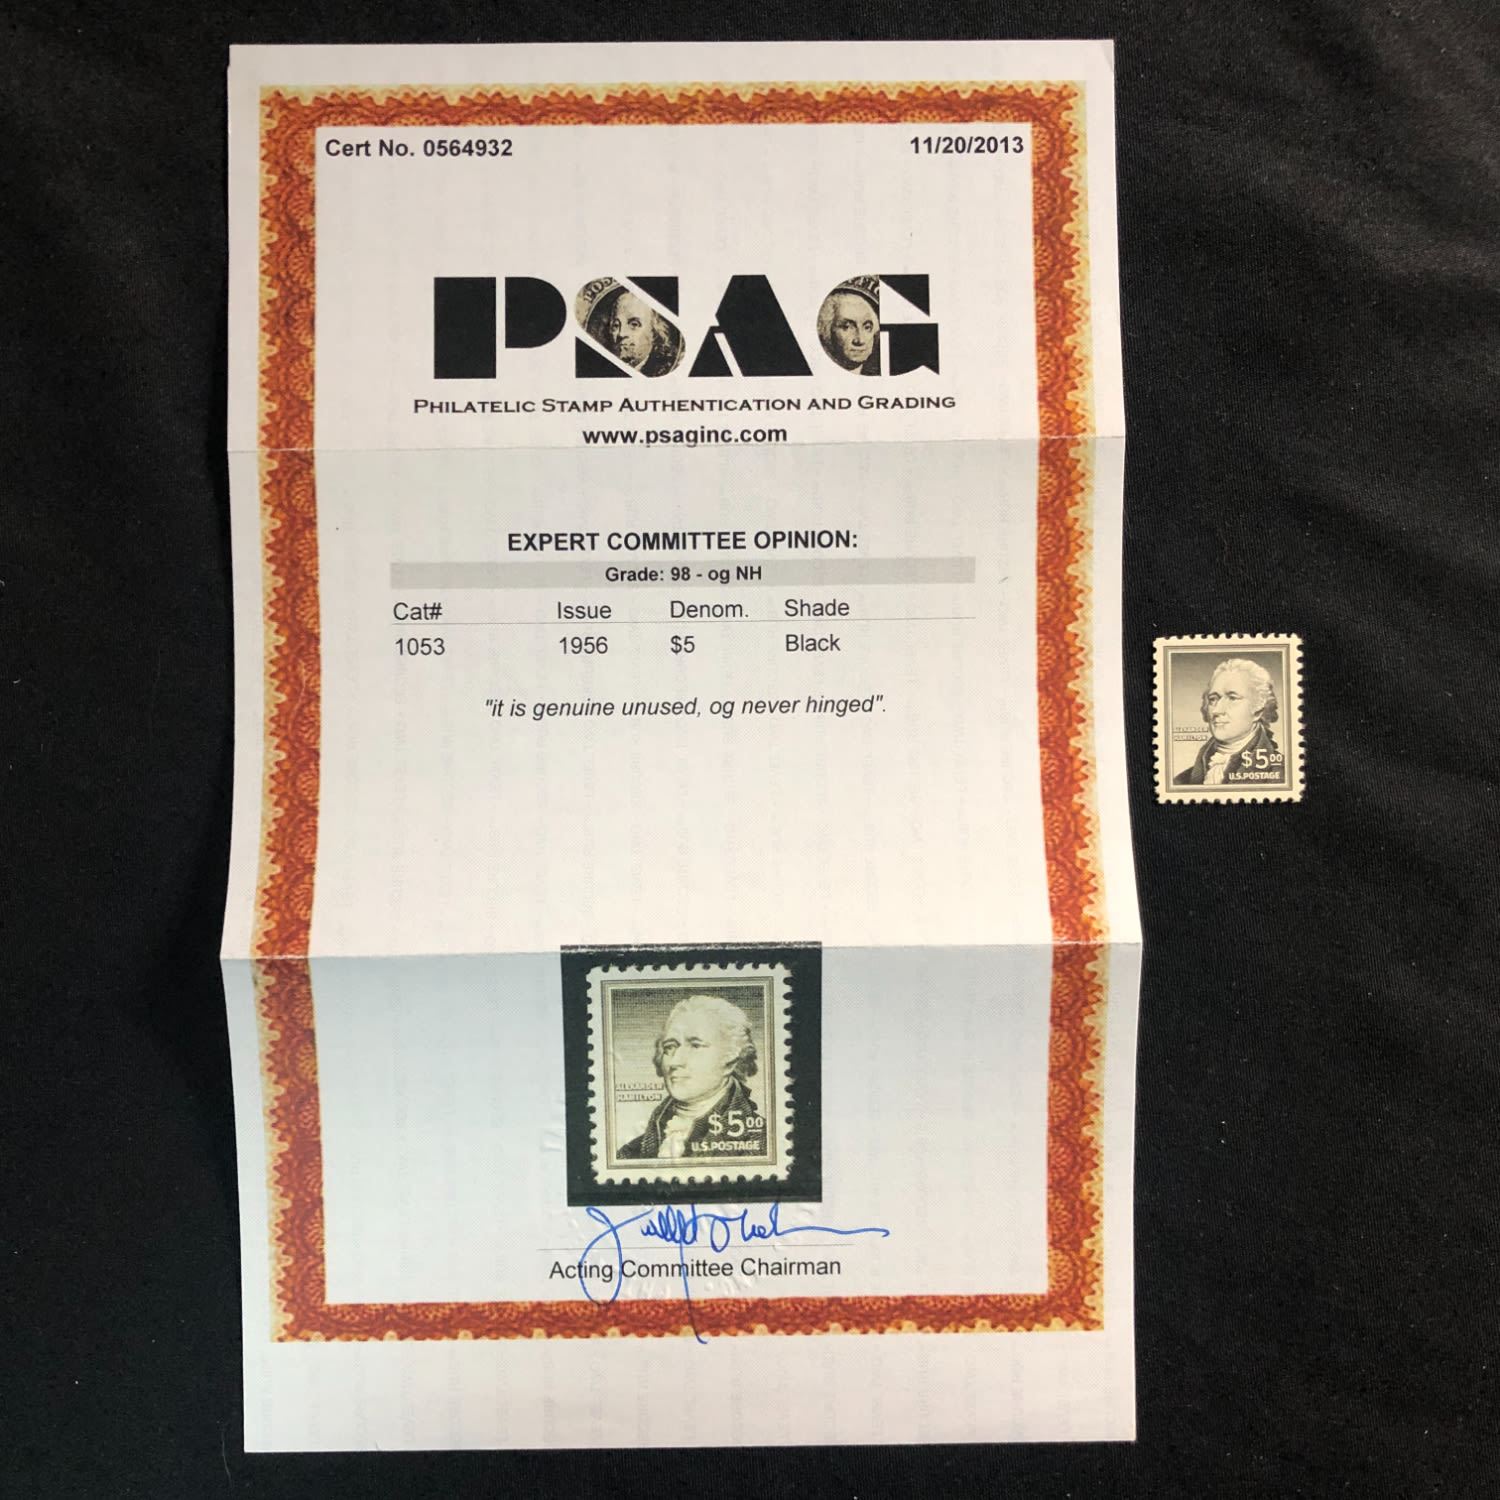 Cert No. 0564932 11/20/2013
PSAG
PHILATELIC STAMP AUTHENTICATION AND GRADING
www.psaginc.com
EXPERT COMMITTEE OPINION:
Grade: 98 - og NH
Cat# Issue Denom. Shade
1053 1956 $5 Black
"it is genuine unused, og never hinged".
ALEXANDER
HAMILTON
$5.00
U.S.POSTAGE
ALEXANDER
HAMILTON
$5.00
U.S.POSTAGE
Acting Committee Chairman